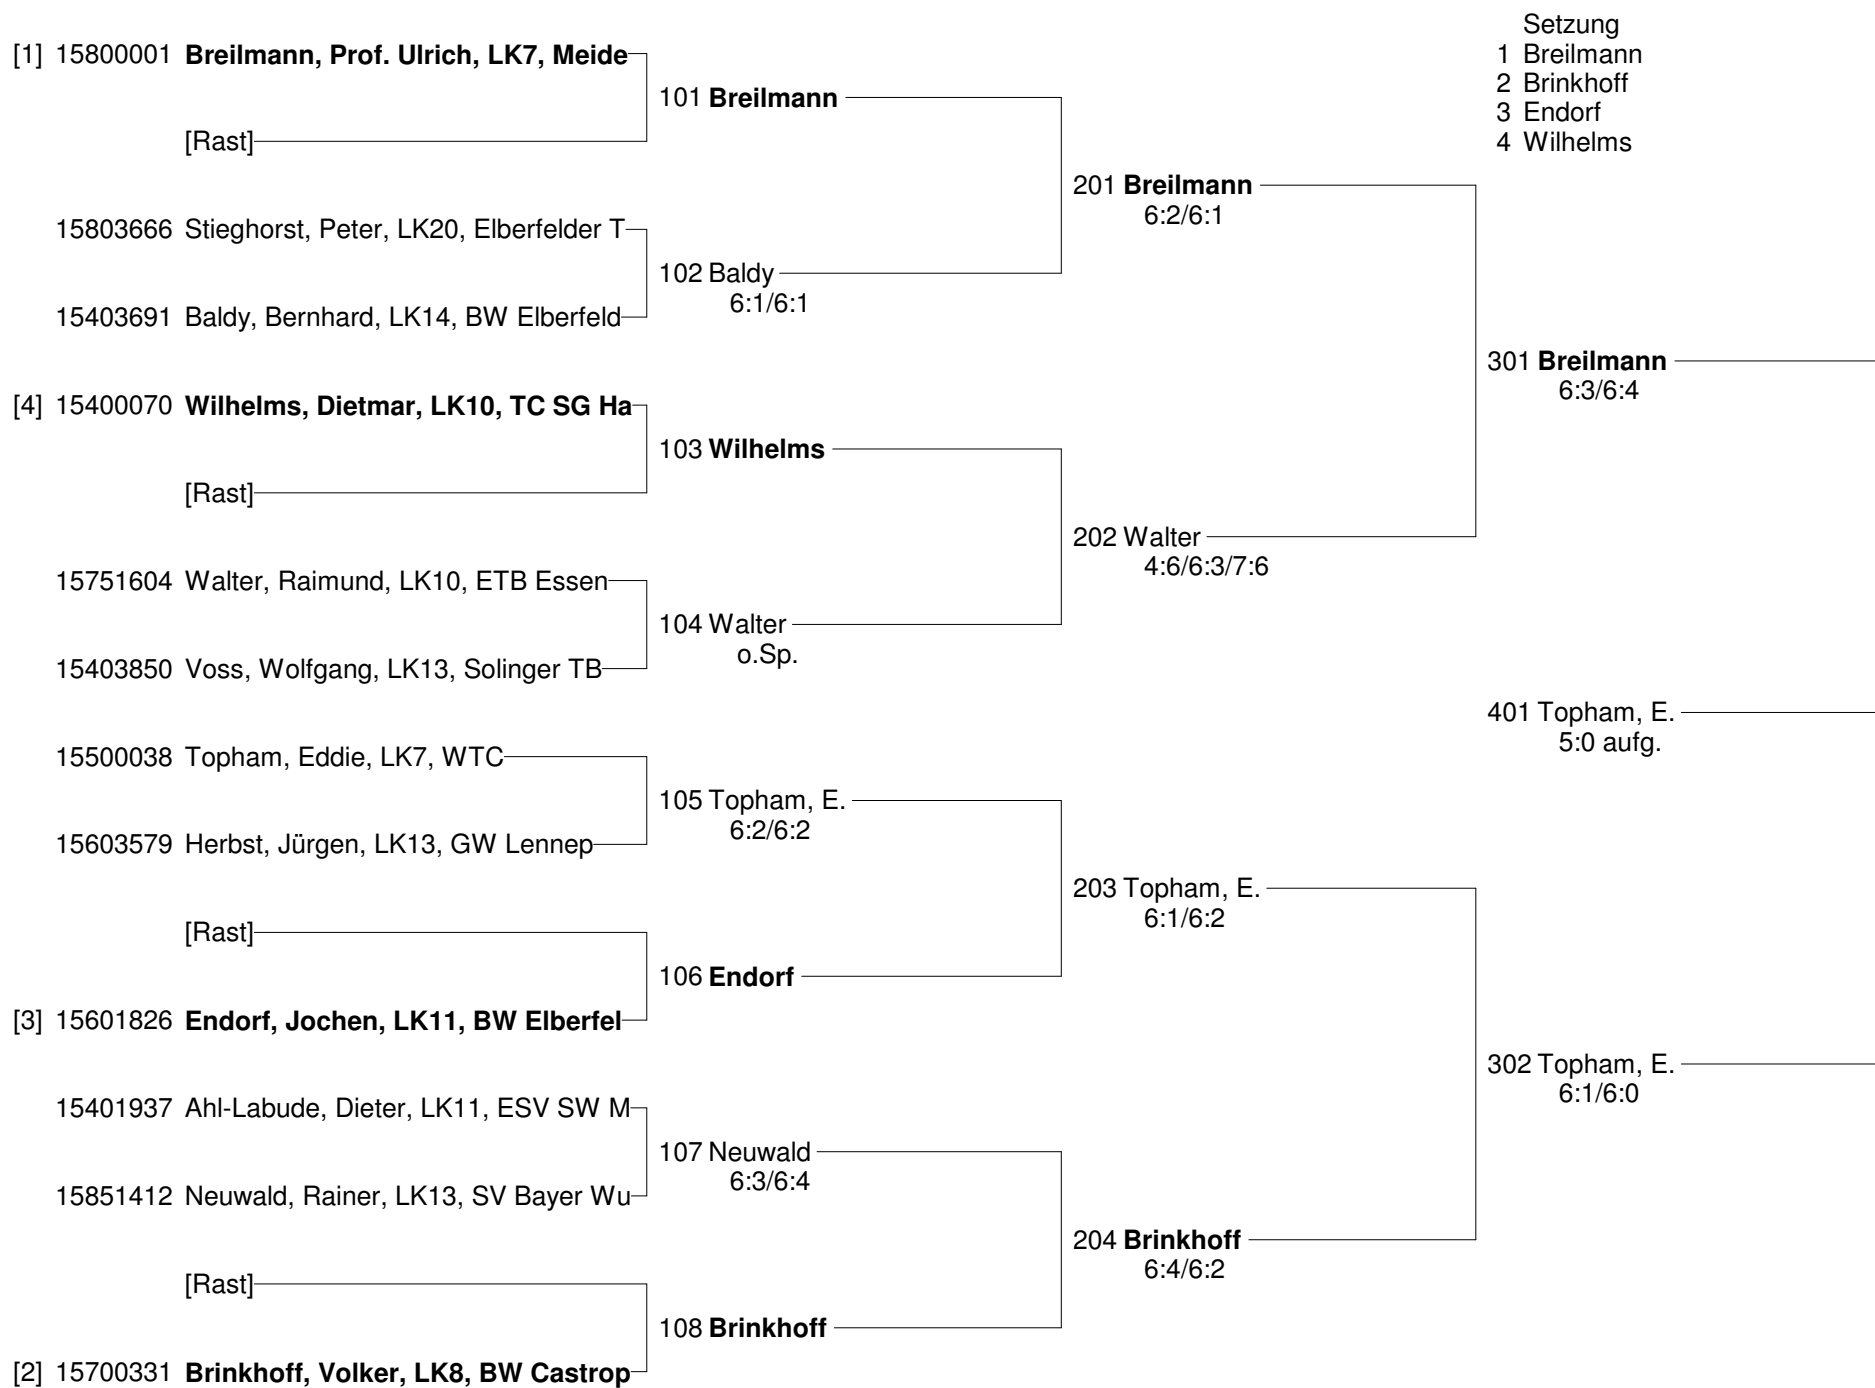 Setzung
1 Breilmann
2 Brinkhoff
3 Endorf
4 Wilhelms
[1] 15800001 Breilmann, Prof. Ulrich, LK7, Meide
[Rast]
15803666 Stieghorst, Peter, LK20, Elberfelder T
15403691 Baldy, Bernhard, LK14, BW Elberfeld
[4] 15400070 Wilhelms, Dietmar, LK10, TC SG Ha
[Rast]
15751604 Walter, Raimund, LK10, ETB Essen
15403850 Voss, Wolfgang, LK13, Solinger TB
15500038 Topham, Eddie, LK7, WTC
15603579 Herbst, Jürgen, LK13, GW Lennep
[Rast]
[3] 15601826 Endorf, Jochen, LK11, BW Elberfel
15401937 Ahl-Labude, Dieter, LK11, ESV SW M
15851412 Neuwald, Rainer, LK13, SV Bayer Wu
[Rast]
[2] 15700331 Brinkhoff, Volker, LK8, BW Castrop
101 Breilmann
102 Baldy
6:1/6:1
103 Wilhelms
104 Walter
o.Sp.
105 Topham, E.
6:2/6:2
106 Endorf
107 Neuwald
6:3/6:4
108 Brinkhoff
201 Breilmann
6:2/6:1
202 Walter
4:6/6:3/7:6
203 Topham, E.
6:1/6:2
204 Brinkhoff
6:4/6:2
301 Breilmann
6:3/6:4
401 Topham, E.
5:0 aufg.
302 Topham, E.
6:1/6:0